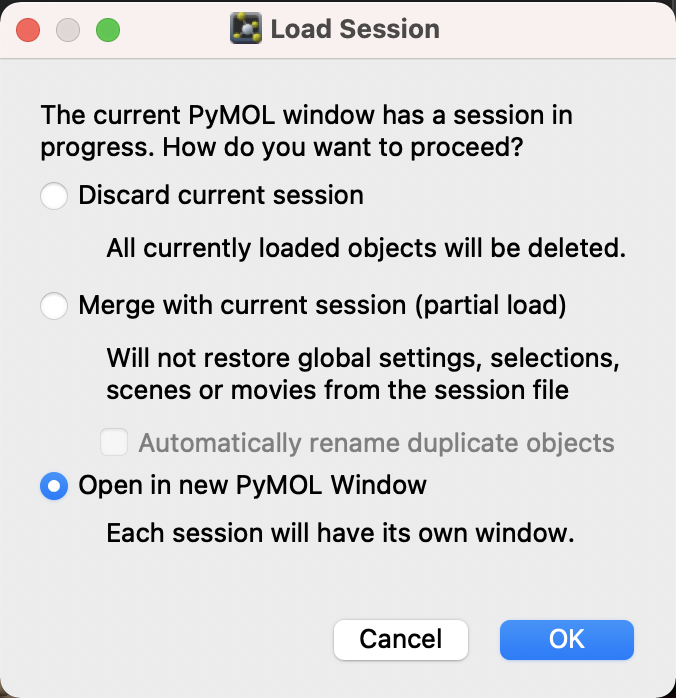 Load Session
The current PyMOL window has a session in
progress. How do you want to proceed?
Discard current session
All currently loaded objects will be deleted.
Merge with current session (partial load)
Will not restore global settings, selections,
scenes or movies from the session file
Automatically rename duplicate objects
Open in new PyMOL Window
Each session will have its own window.
Cancel
OK